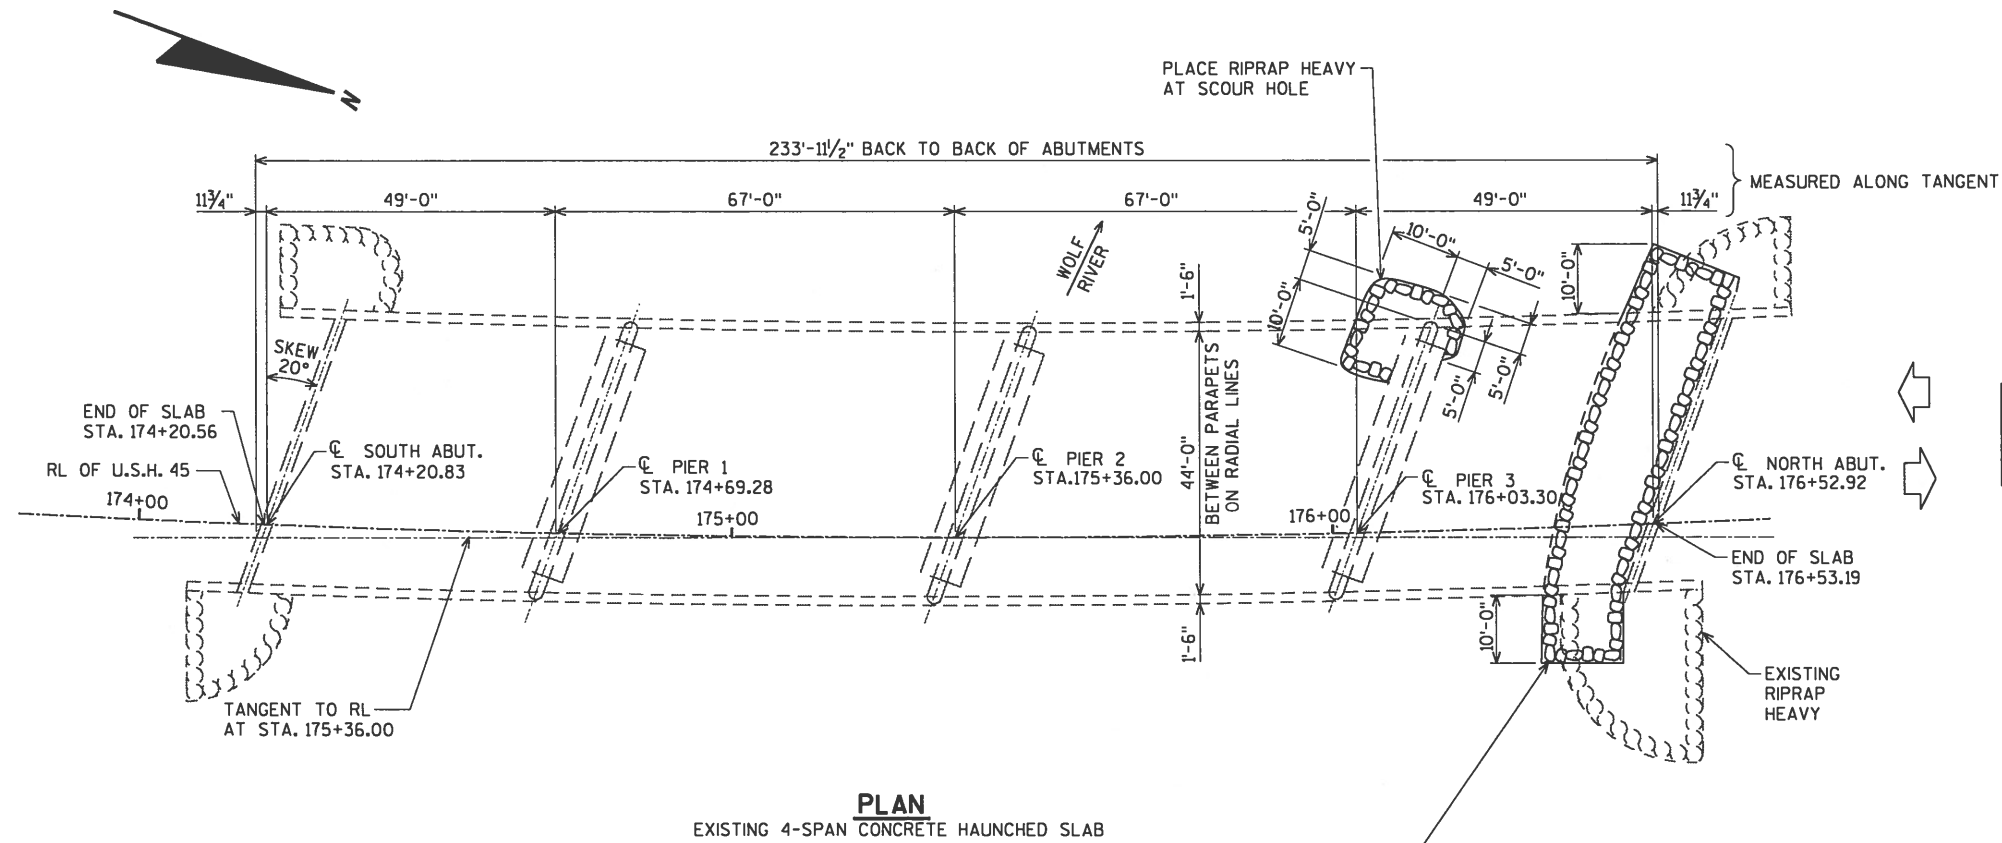 N
PLACE RIPRAP HEAVY
AT SCOUR HOLE
233'-11 1/2" BACK TO BACK OF ABUTMENTS
MEASURED ALONG TANGENT
11 3/4"
49'-0"
67'-0"
67'-0"
49'-0"
11 3/4"
WOLF
RIVER
1'-6"
5'-0"
10'-0"
5'-0"
10'-0"
5'-0"
5'-0"
10'-0"
SKEW
20°
END OF SLAB
STA. 174+20.56
RL OF U.S.H. 45
174+00
℄ SOUTH ABUT.
STA. 174+20.83
℄ PIER 1
STA. 174+69.28
175+00
℄ PIER 2
STA.175+36.00
44'-0"
BETWEEN PARAPETS
ON RADIAL LINES
176+00
℄ PIER 3
STA. 176+03.30
℄ NORTH ABUT.
STA. 176+52.92
END OF SLAB
STA. 176+53.19
1'-6"
10'-0"
EXISTING
RIPRAP
HEAVY
TANGENT TO RL
AT STA. 175+36.00
PLAN
EXISTING 4-SPAN CONCRETE HAUNCHED SLAB